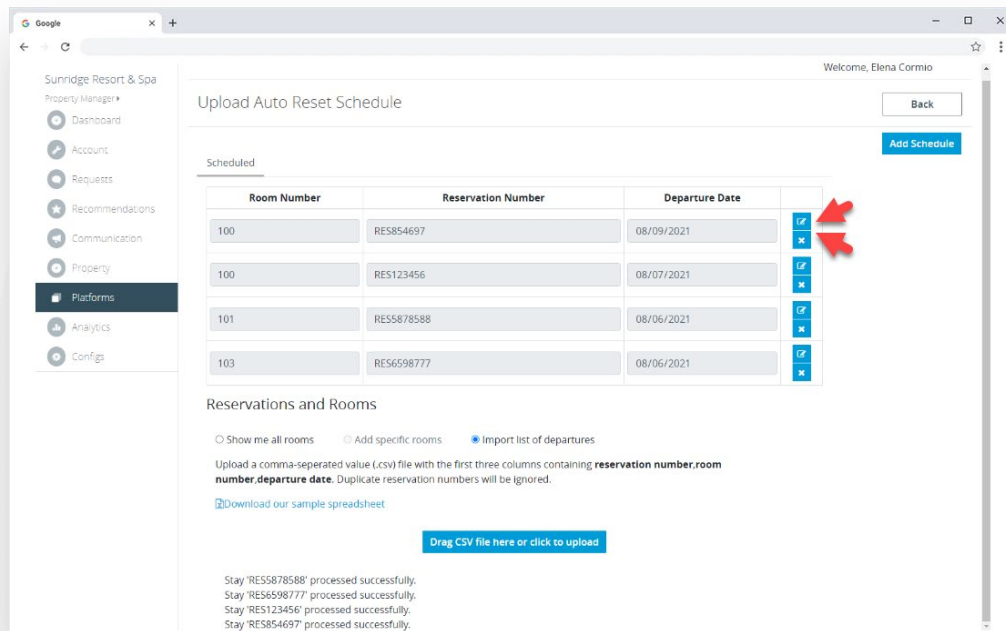 Google
Welcome, Elena Cormio
Sunridge Resort & Spa
Property Manager
Dashboard
Account
Requests
Recommendations
Communication
Property
Platforms
Analytics
Configs
Upload Auto Reset Schedule
Back
Add Schedule
Scheduled
Room Number Reservation Number Departure Date
100 RES854697 08/09/2021
100 RES123456 08/07/2021
101 RES5878588 08/06/2021
103 RES6598777 08/06/2021
Reservations and Rooms
Show me all rooms Add specific rooms Import list of departures
Upload a comma-seperated value (.csv) file with the first three columns containing reservation number,room
number,departure date. Duplicate reservation numbers will be ignored.
Download our sample spreadsheet
Drag CSV file here or click to upload
Stay 'RES5878588' processed successfully.
Stay 'RES6598777' processed successfully.
Stay 'RES123456' processed successfully.
Stay 'RES854697' processed successfully.